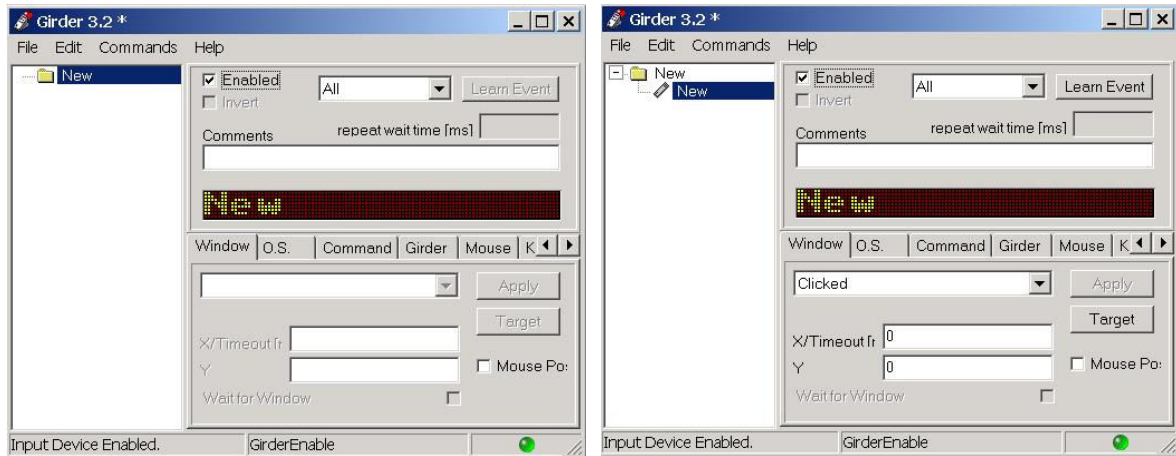 Girder 3.2 *
File Edit Commands Help
New
Enabled
All
Learn Event
Invert
Comments
repeat wait time [ms]
New
Window O.S. Command Girder Mouse K
Apply
Target
X/Timeout [r
Y
Mouse Po
Wait for Window
Input Device Enabled. GirderEnable
Girder 3.2 *
File Edit Commands Help
New
New
Enabled
All
Learn Event
Invert
Comments
repeat wait time [ms]
New
Window O.S. Command Girder Mouse K
Clicked
Apply
Target
X/Timeout [r 0
Y 0
Mouse Po
Wait for Window
Input Device Enabled. GirderEnable